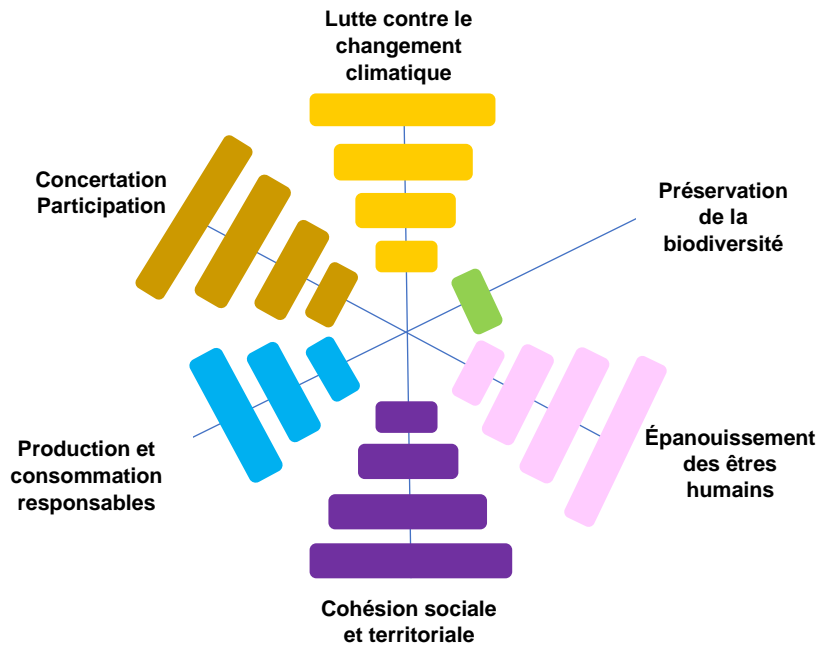 Lutte contre le
changement
climatique
Concertation
Participation
Préservation
de la
biodiversité
Production et
consommation
responsables
Épanouissement
des êtres
humains
Cohésion sociale
et territoriale